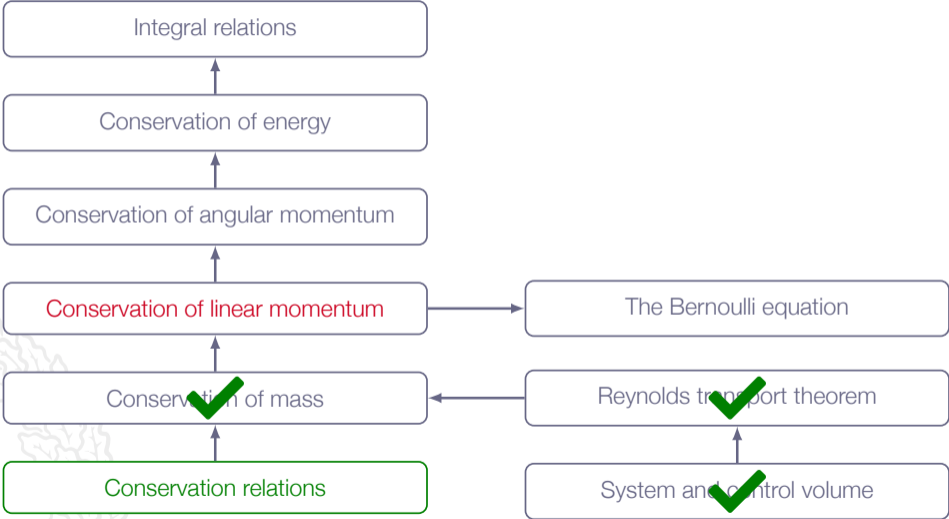 Integral relations
Conservation of energy
Conservation of angular momentum
Conservation of linear momentum
The Bernoulli equation
Conservation of mass
Reynolds transport theorem
Conservation relations
System and control volume